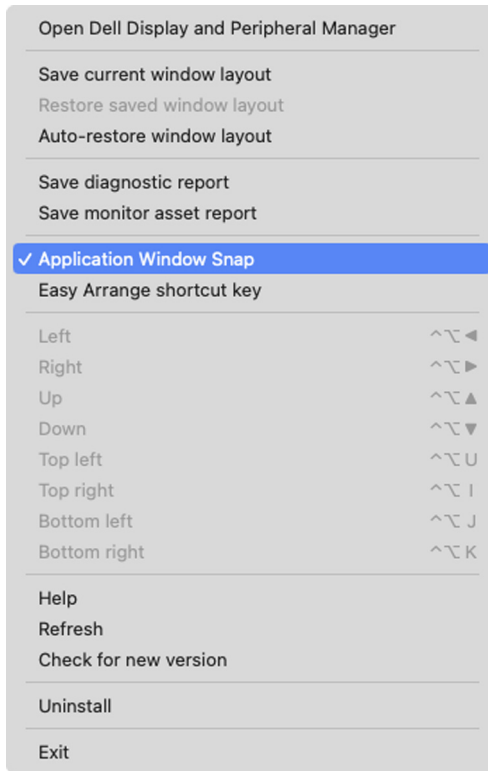 Open Dell Display and Peripheral Manager
Save current window layout
Restore saved window layout
Auto-restore window layout
Save diagnostic report
Save monitor asset report
✓ Application Window Snap
Easy Arrange shortcut key
Left ^⌥◀
Right ^⌥▶
Up ^⌥▲
Down ^⌥▼
Top left ^⌥U
Top right ^⌥I
Bottom left ^⌥J
Bottom right ^⌥K
Help
Refresh
Check for new version
Uninstall
Exit